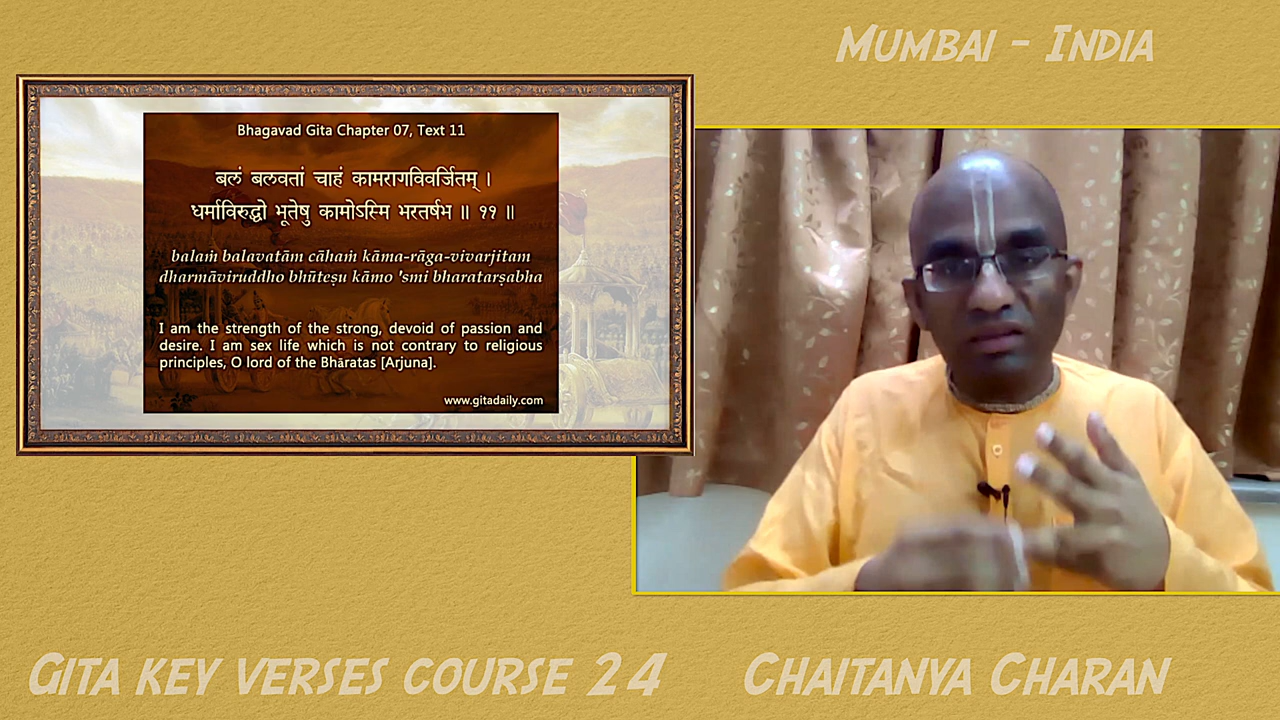 MUMBAI - INDIA
Bhagavad Gita Chapter 07, Text 11
बलं बलवतां चाहं कामरागविवर्जितम् ।
धर्माविरुद्धो भूतेषु कामोऽस्मि भरतर्षभ ॥ ११ ॥
balaṁ balavatāṁ cāhaṁ kāma-rāga-vivarjitam
dharmāviruddho bhūteṣu kāmo 'smi bharatarṣabha
I am the strength of the strong, devoid of passion and
desire. I am sex life which is not contrary to religious
principles, O lord of the Bhāratas [Arjuna].
www.gitadaily.com
GITA KEY VERSES COURSE 24
CHAITANYA CHARAN